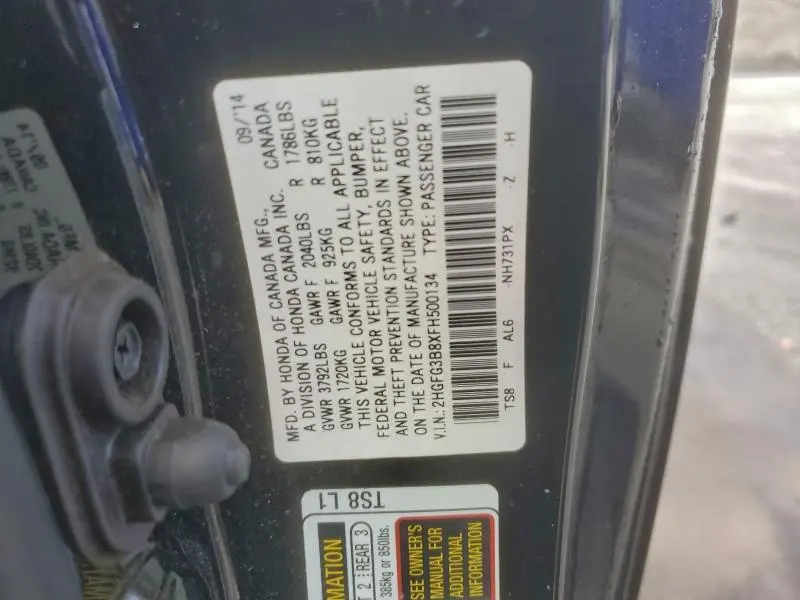 MFD. BY HONDA OF CANADA MFG., 09/'14
A DIVISION OF HONDA CANADA INC. CANADA
GVWR 3792LBS GAWR F 2040LBS R 1786LBS
GVWR 1720KG GAWR F 925KG R 810KG
THIS VEHICLE CONFORMS TO ALL APPLICABLE
FEDERAL MOTOR VEHICLE SAFETY, BUMPER,
AND THEFT PREVENTION STANDARDS IN EFFECT
ON THE DATE OF MANUFACTURE SHOWN ABOVE.
V.I.N.: 2HGFG3B8XFH500134 TYPE: PASSENGER CAR
TS8 F AL6 -NH731PX -Z -H
TS8 L1
MATION
2 REAR 3
385kg or 850lbs.
SEE OWNER'S
MANUAL FOR
ADDITIONAL
INFORMATION